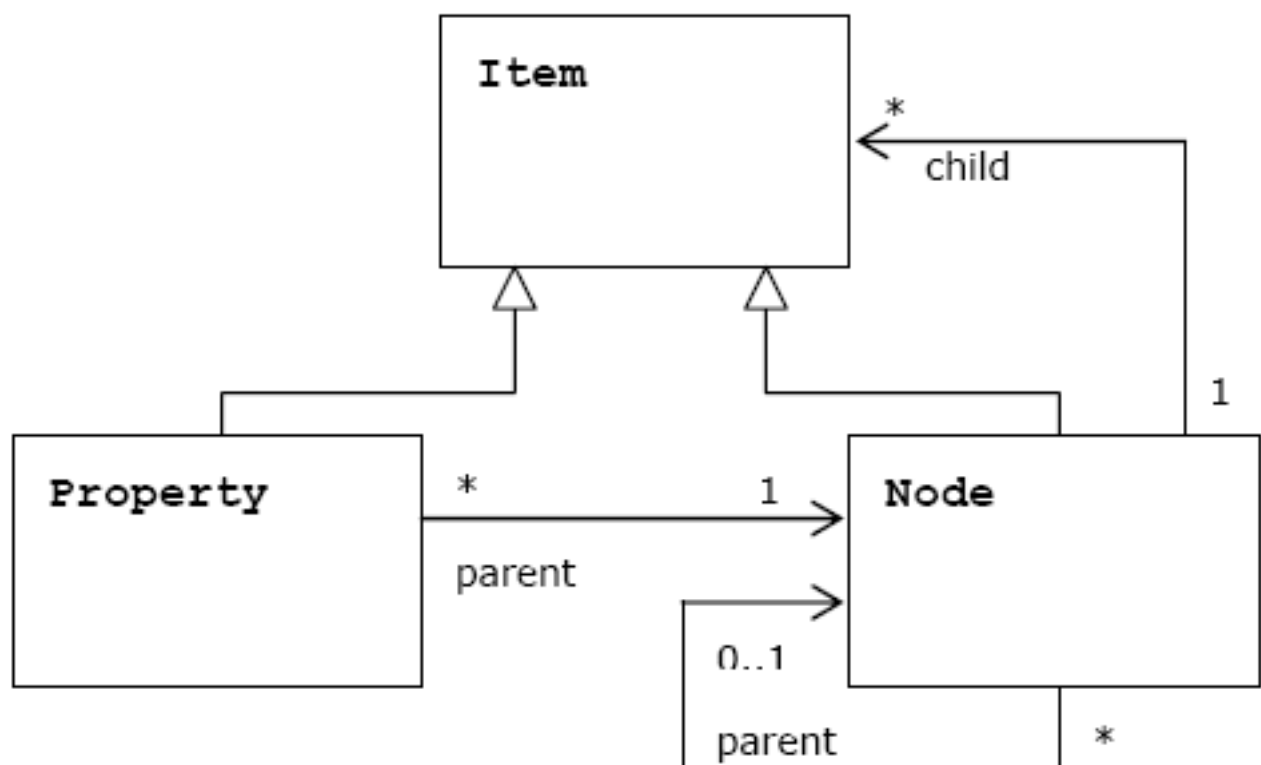 Item
*
child
1
Property
*
1
Node
parent
0..1
parent
*